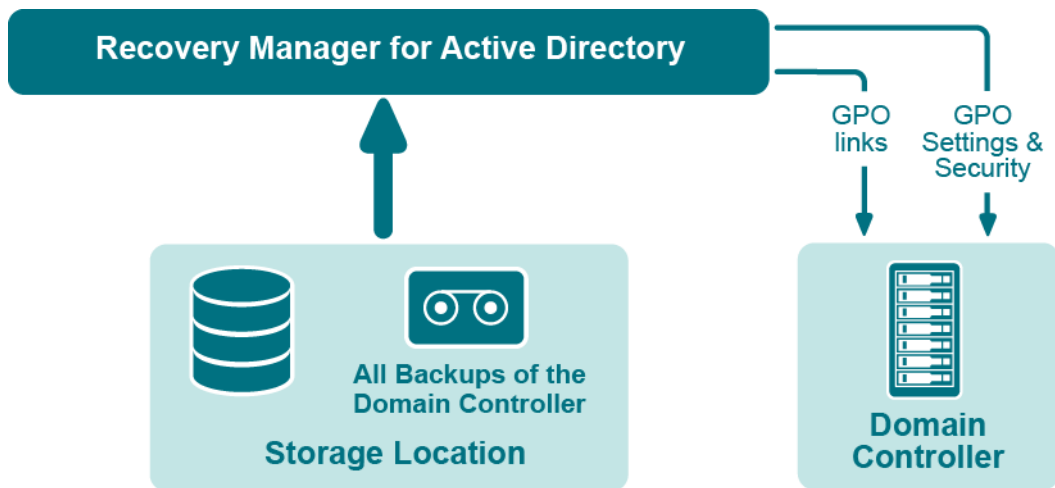 Recovery Manager for Active Directory
GPO
links
GPO
Settings &
Security
All Backups of the
Domain Controller
Storage Location
Domain
Controller